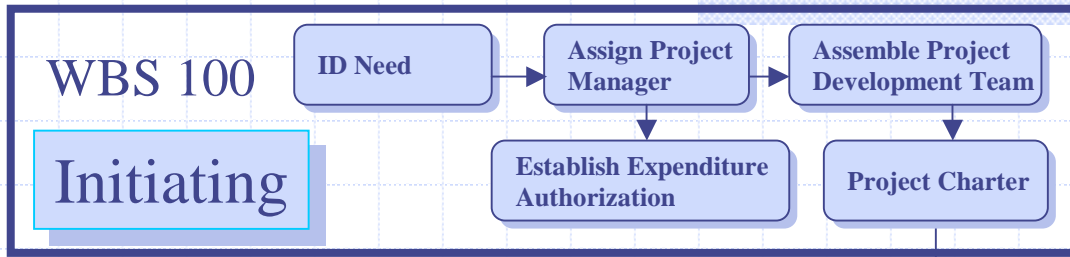 WBS 100
Initiating
ID Need
Assign Project
Manager
Assemble Project
Development Team
Establish Expenditure
Authorization
Project Charter